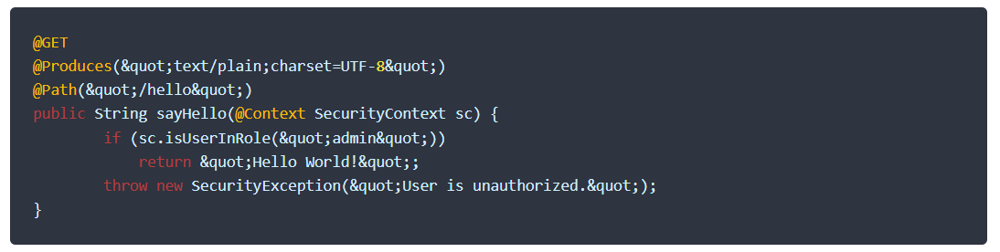 @GET
@Produces(&quot;text/plain;charset=UTF-8&quot;)
@Path(&quot;/hello&quot;)
public String sayHello(@Context SecurityContext sc) {
        if (sc.isUserInRole(&quot;admin&quot;))
            return &quot;Hello World!&quot;;
        throw new SecurityException(&quot;User is unauthorized.&quot;);
}